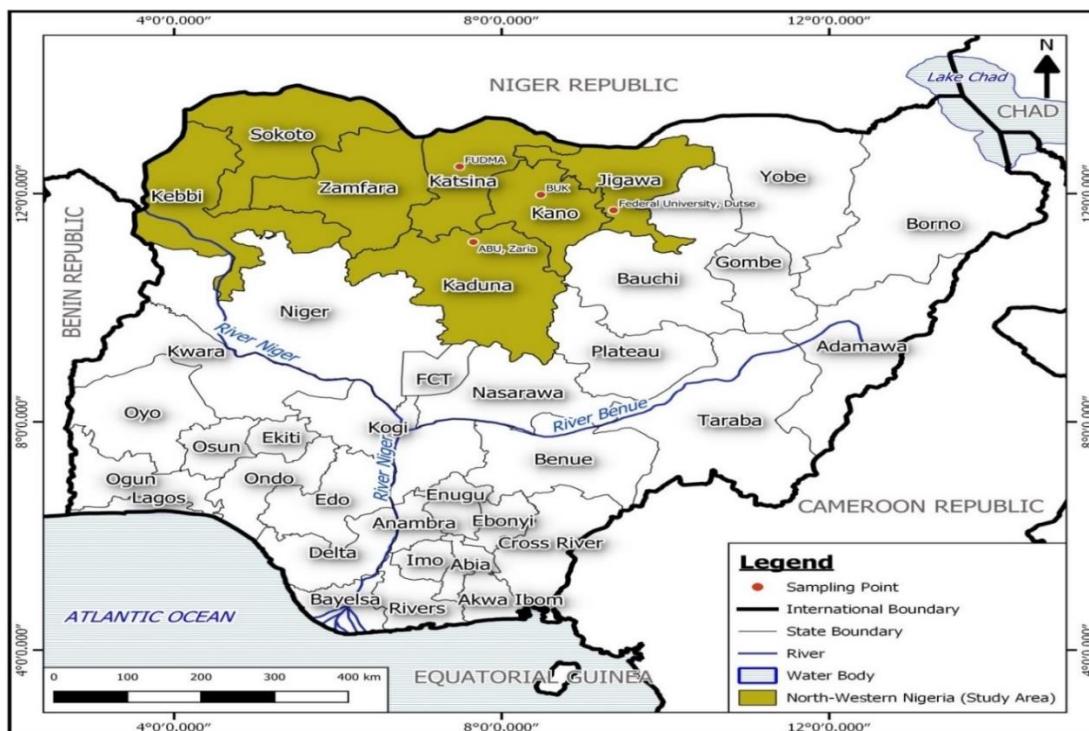 4°0'0.000"
8°0'0.000"
12°0'0.000"
N
NIGER REPUBLIC
Lake Chad
CHAD
Sokoto
FUDMA
Katsina
Zamfara
Kebbi
BUK
Kano
Jigawa
Federal University, Dutse
Yobe
Borno
12°0'0.000"
12°0'0.000"
ABU, Zaria
Kaduna
Bauchi
Gombe
BENIN REPUBLIC
Niger
River Niger
Kwara
Plateau
Adamawa
FCT
Nasarawa
Oyo
Kogi
River Benue
Taraba
8°0'0.000"
8°0'0.000"
Osun
Ekiti
Benue
Ogun
Lagos
Ondo
Edo
River Niger
Enugu
Anambra
Ebonyi
Cross River
CAMEROON REPUBLIC
Delta
Imo
Abia
Bayelsa
Rivers
Akwa Ibom
ATLANTIC OCEAN
EQUATORIAL GUINEA
4°0'0.000"
4°0'0.000"
0 100 200 300 400 km
Legend
Sampling Point
International Boundary
State Boundary
River
Water Body
North-Western Nigeria (Study Area)
4°0'0.000"
8°0'0.000"
12°0'0.000"